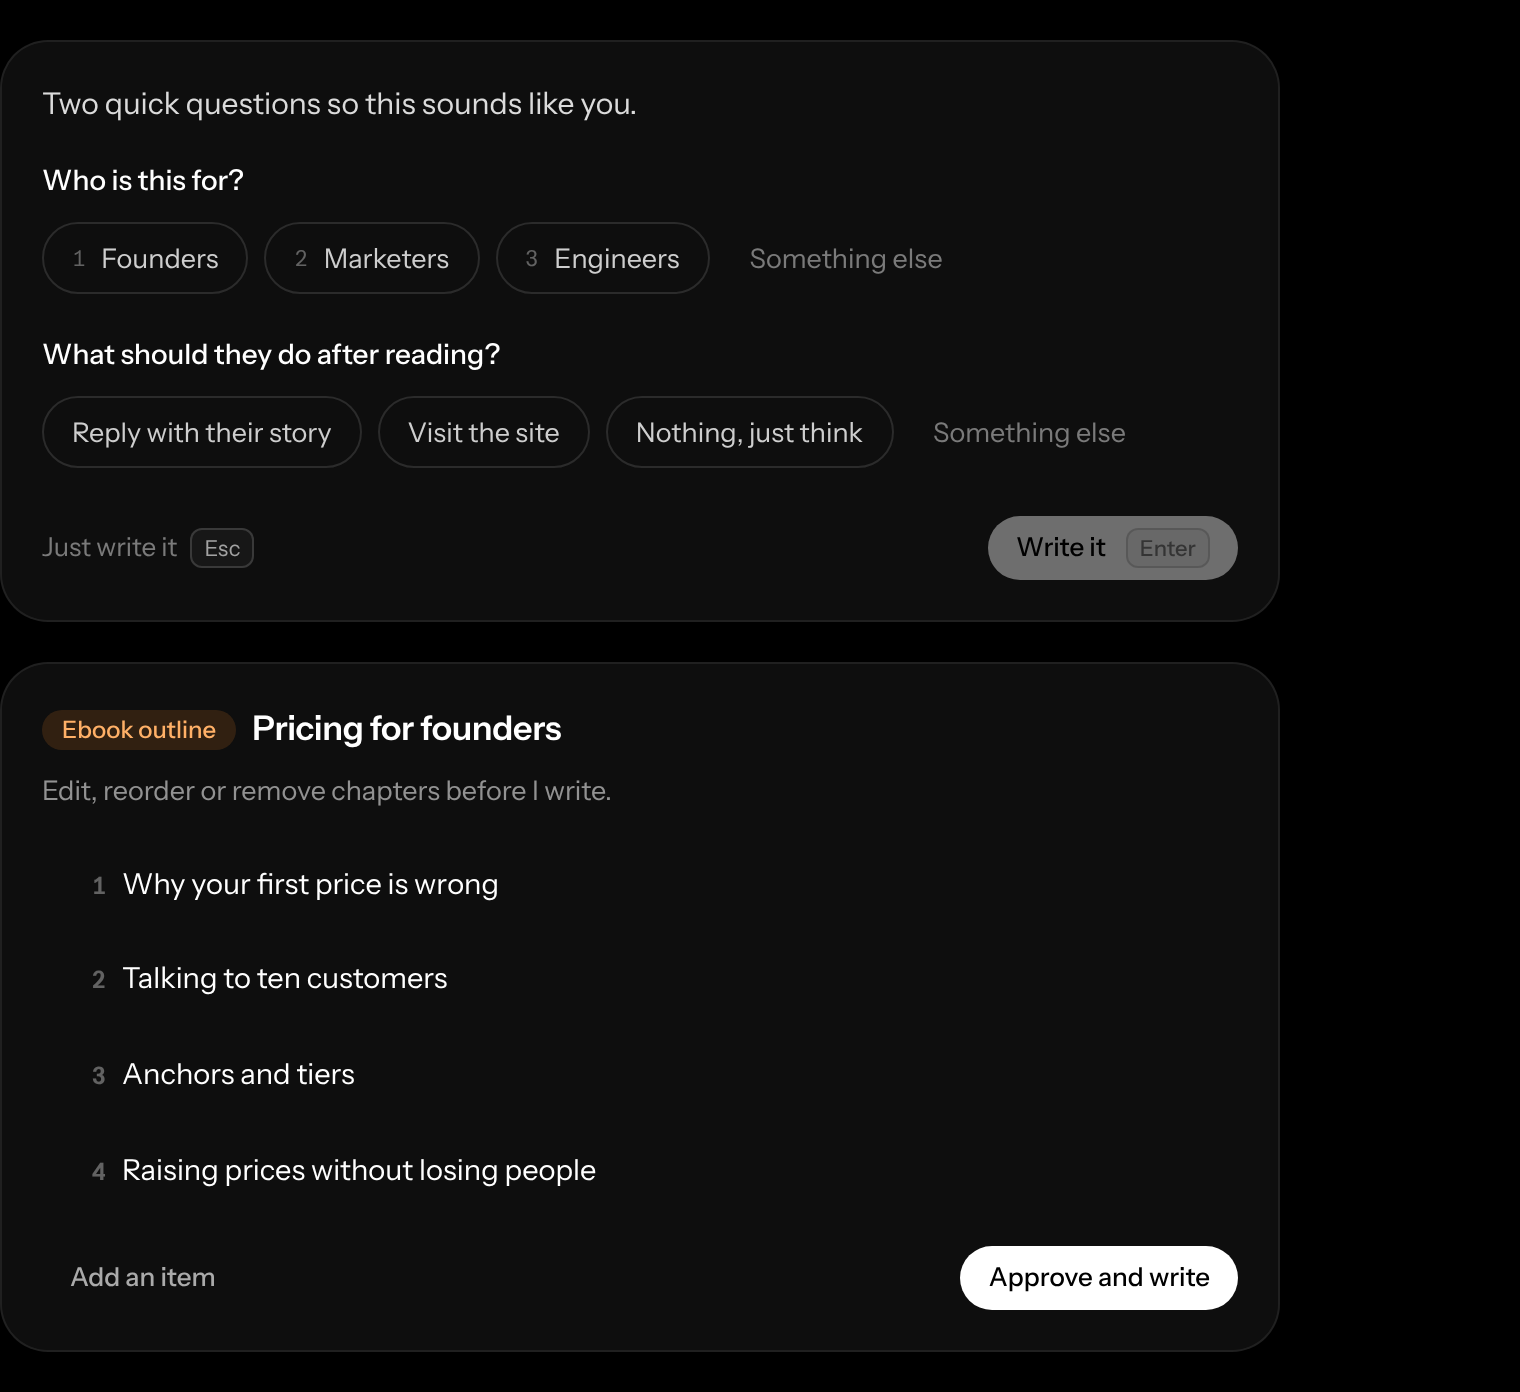 Two quick questions so this sounds like you.
Who is this for?
1 Founders 2 Marketers 3 Engineers Something else
What should they do after reading?
Reply with their story Visit the site Nothing, just think Something else
Just write it Esc Write it Enter
Ebook outline Pricing for founders
Edit, reorder or remove chapters before I write.
1 Why your first price is wrong
2 Talking to ten customers
3 Anchors and tiers
4 Raising prices without losing people
Add an item Approve and write